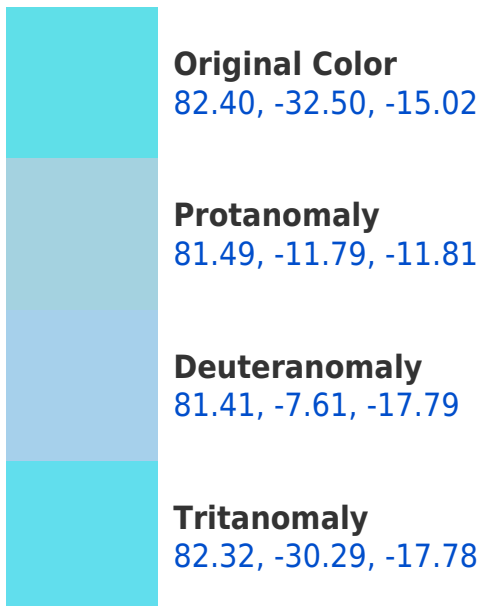 Original Color
82.40, -32.50, -15.02
Protanomaly
81.49, -11.79, -11.81
Deuteranomaly
81.41, -7.61, -17.79
Tritanomaly
82.32, -30.29, -17.78